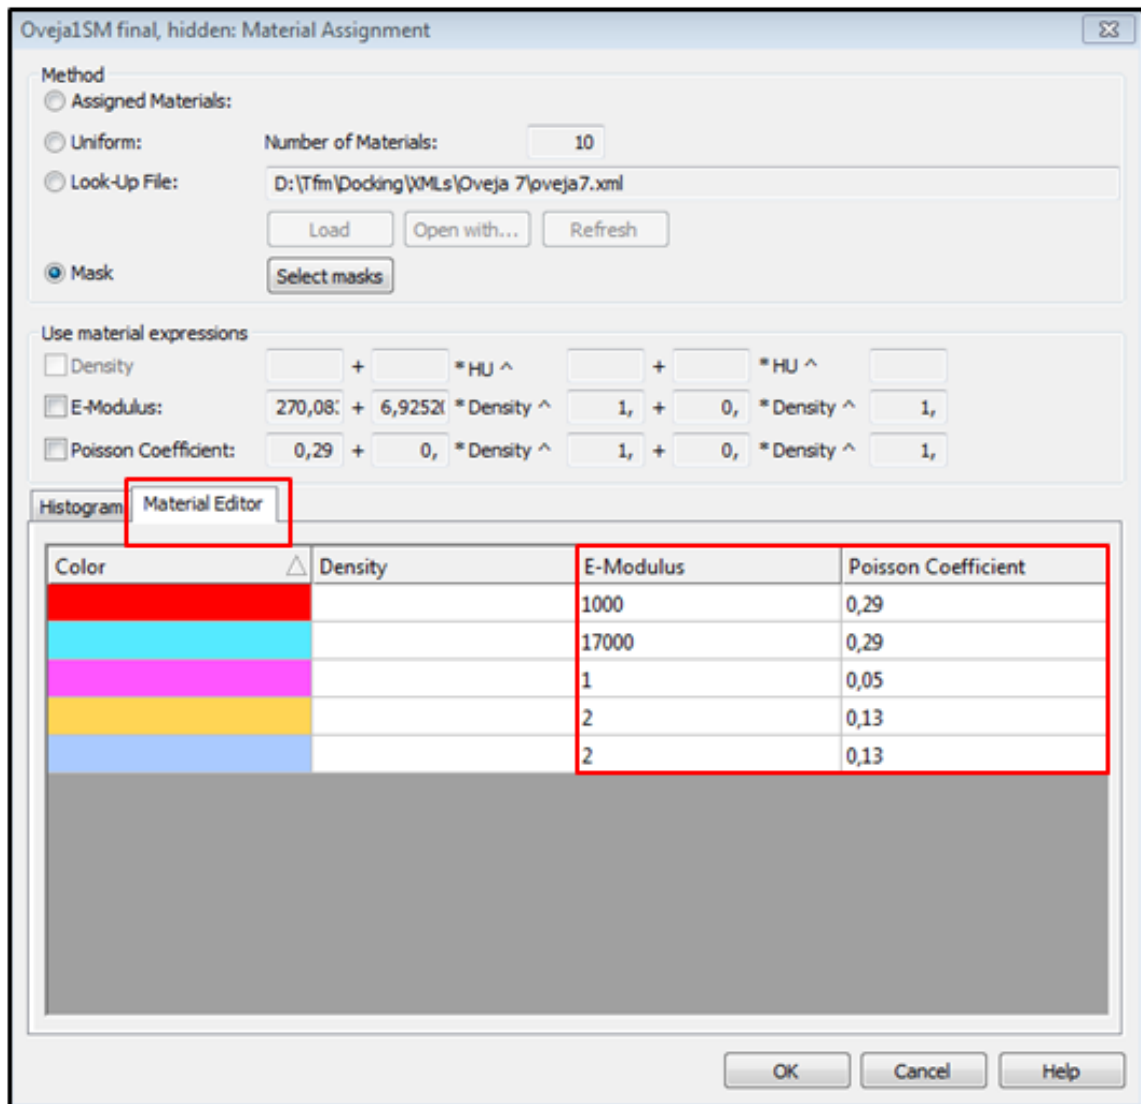 Oveja1SM final, hidden: Material Assignment
Method
Assigned Materials:
Uniform: Number of Materials: 10
Look-Up File: D:\Tfm\Docking\XMLs\Oveja 7\oveja7.xml
Load Open with... Refresh
Mask Select masks
Use material expressions
Density + *HU ^ + *HU ^
E-Modulus: 270,08 + 6,9252 *Density ^ 1, + 0, *Density ^ 1,
Poisson Coefficient: 0,29 + 0, *Density ^ 1, + 0, *Density ^ 1,
Histogram Material Editor
Color Density E-Modulus Poisson Coefficient
1000 0,29
17000 0,29
1 0,05
2 0,13
2 0,13
OK Cancel Help